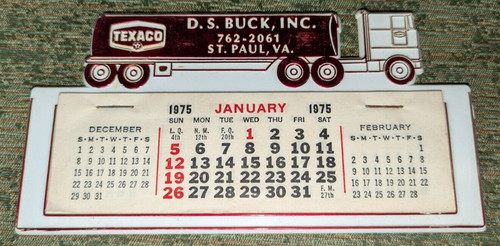 TEXACO
D.S. BUCK, INC.
762-2061
ST. PAUL, VA.
1975 JANUARY 1975
SUN. MON. TUE. WED. THU. FRI. SAT.
L.Q. 4th N.M. 12th F.Q. 20th 1 2 3 4
5 6 7 8 9 10 11
12 13 14 15 16 17 18
19 20 21 22 23 24 25
26 27 28 29 30 31 F.M. 27th
DECEMBER
S-M-T-W-T-F-S
1 2 3 4 5 6 7
8 9 10 11 12 13 14
15 16 17 18 19 20 21
22 23 24 25 26 27 28
29 30 31
FEBRUARY
S-M-T-W-T-F-S
1
2 3 4 5 6 7 8
9 10 11 12 13 14 15
16 17 18 19 20 21 22
23 24 25 26 27 28